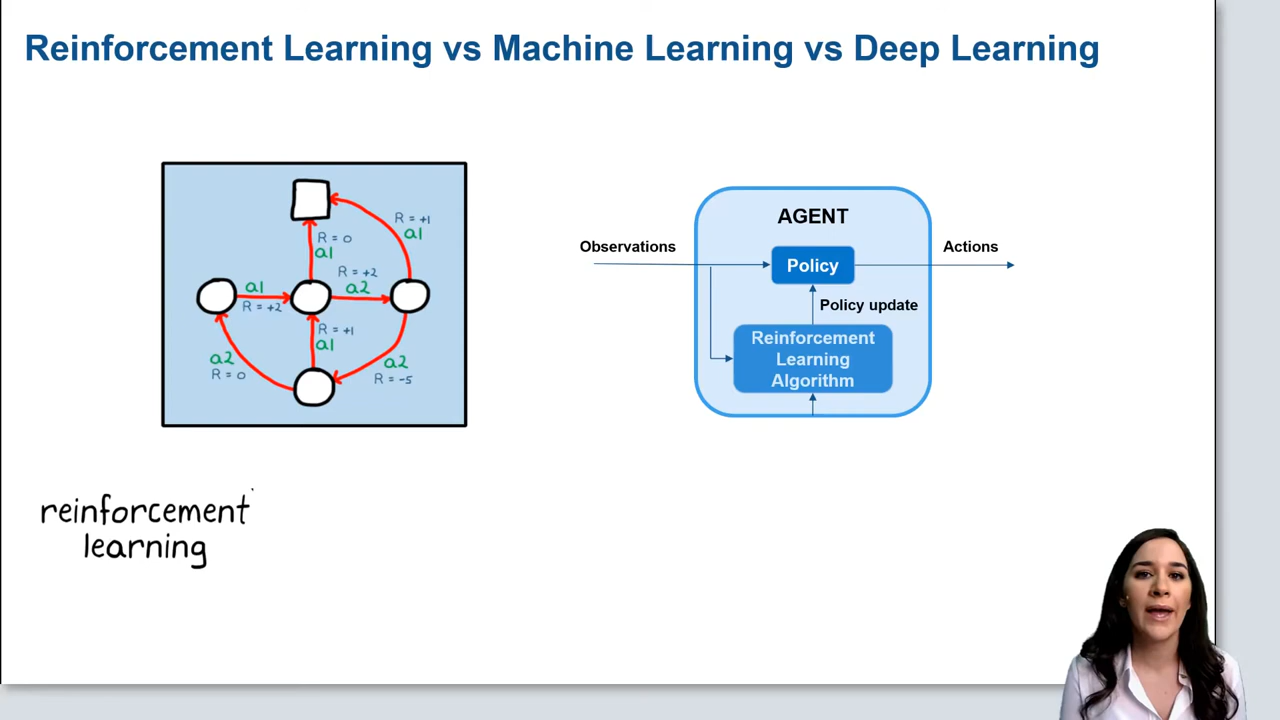 Reinforcement Learning vs Machine Learning vs Deep Learning
R = +1
a1
R = 0
a1
R = +2
a2
a1
R = +2
R = +1
a1
a2
R = 0
a2
R = -5
AGENT
Observations
Actions
Policy
Policy update
Reinforcement
Learning
Algorithm
reinforcement
learning